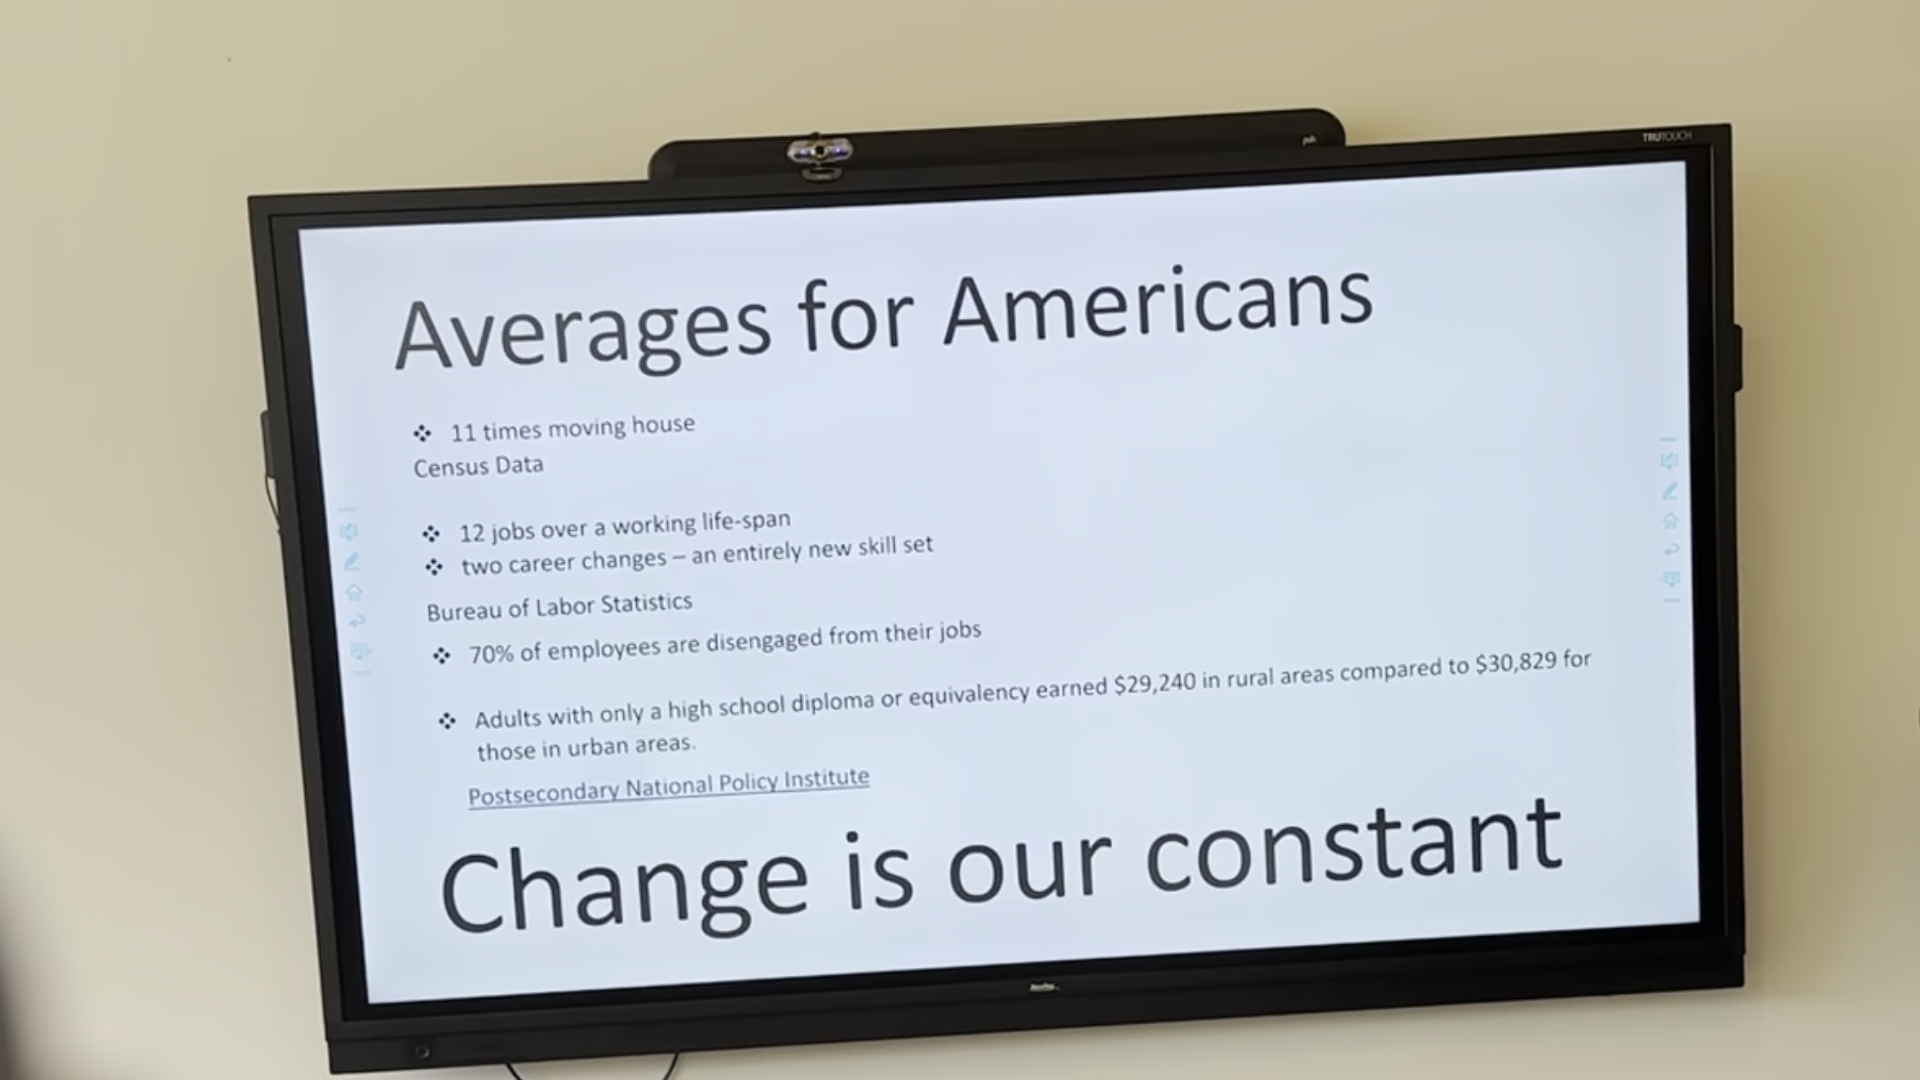 TRUTOUCH
Averages for Americans
❖ 11 times moving house
Census Data
❖ 12 jobs over a working life-span
❖ two career changes – an entirely new skill set
Bureau of Labor Statistics
❖ 70% of employees are disengaged from their jobs
❖ Adults with only a high school diploma or equivalency earned $29,240 in rural areas compared to $30,829 for
those in urban areas.
Postsecondary National Policy Institute
Change is our constant